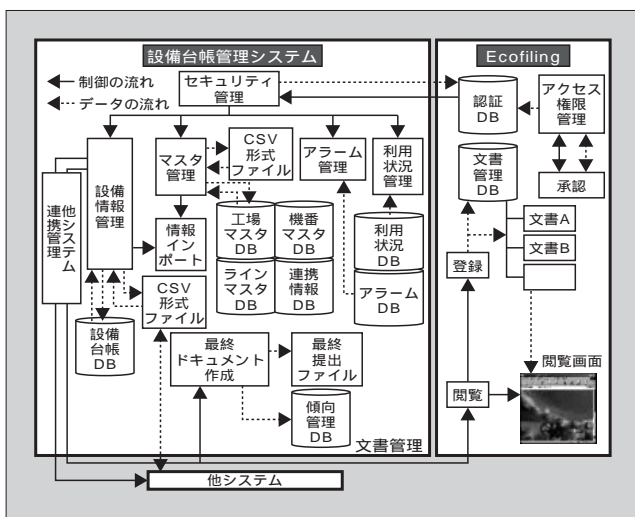 設備台帳管理システム
制御の流れ
データの流れ
セキュリティ
管理
設備
情報
管理
マスタ
管理
CSV
形式
ファイル
アラーム
管理
利用
状況
管理
他システム
連携管理
情報
イン
ポート
工場
マスタ
DB
機番
マスタ
DB
ライン
マスタ
DB
連携
情報
DB
利用
状況
DB
アラーム
DB
CSV
形式
ファイル
設備
台帳
DB
最終
ドキュメント
作成
最終
提出
ファイル
傾向
管理
DB
文書管理
他システム
Ecofiling
認証
DB
アクセス
権限
管理
文書
管理
DB
承認
文書A
文書B
登録
閲覧
閲覧画面